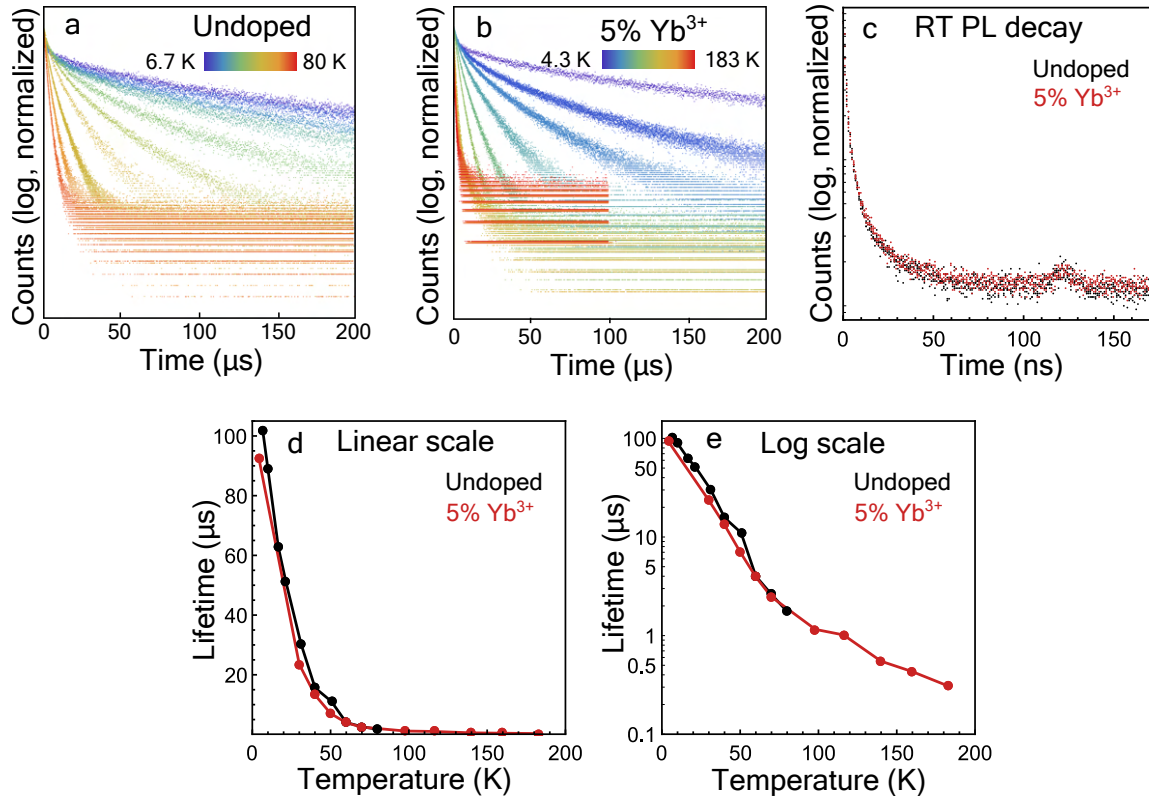 a Undoped
6.7 K 80 K
Counts (log, normalized)
0 50 100 150 200
Time (µs)
b 5% Yb³⁺
4.3 K 183 K
Counts (log, normalized)
0 50 100 150 200
Time (µs)
c RT PL decay
Undoped
5% Yb³⁺
Counts (log, normalized)
0 50 100 150
Time (ns)
d Linear scale
Undoped
5% Yb³⁺
Lifetime (µs)
100
80
60
40
20
0 50 100 150 200
Temperature (K)
e Log scale
Undoped
5% Yb³⁺
Lifetime (µs)
100
50
10
5
1
0.5
0.1
0 50 100 150 200
Temperature (K)